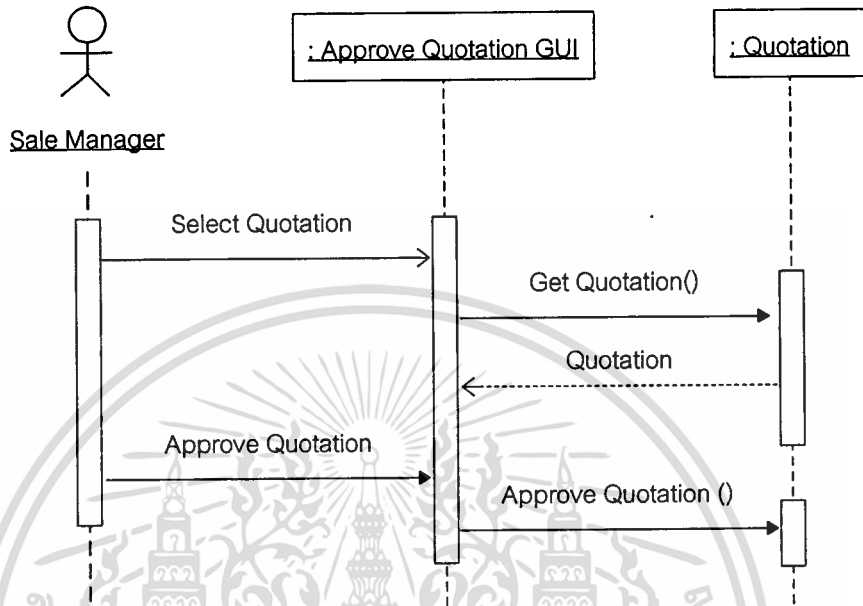 : Approve Quotation GUI
: Quotation
Sale Manager
Select Quotation
Get Quotation()
Quotation
Approve Quotation
Approve Quotation ()